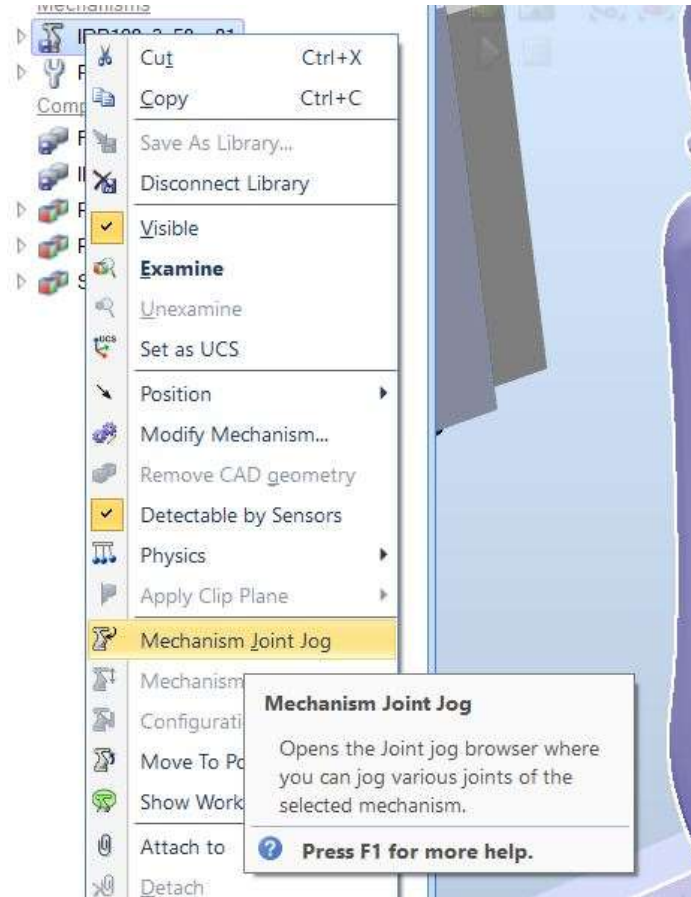 Mechanisms
Cut Ctrl+X
Copy Ctrl+C
Save As Library...
Disconnect Library
Visible
Examine
Unexamine
UCS
Set as UCS
Position
Modify Mechanism...
Remove CAD geometry
Detectable by Sensors
Physics
Apply Clip Plane
Mechanism Joint Jog
Mechanism
Mechanism Joint Jog
Opens the Joint jog browser where
you can jog various joints of the
selected mechanism.
Press F1 for more help.
Configurati
Move To Po
Show Work
Attach to
Detach